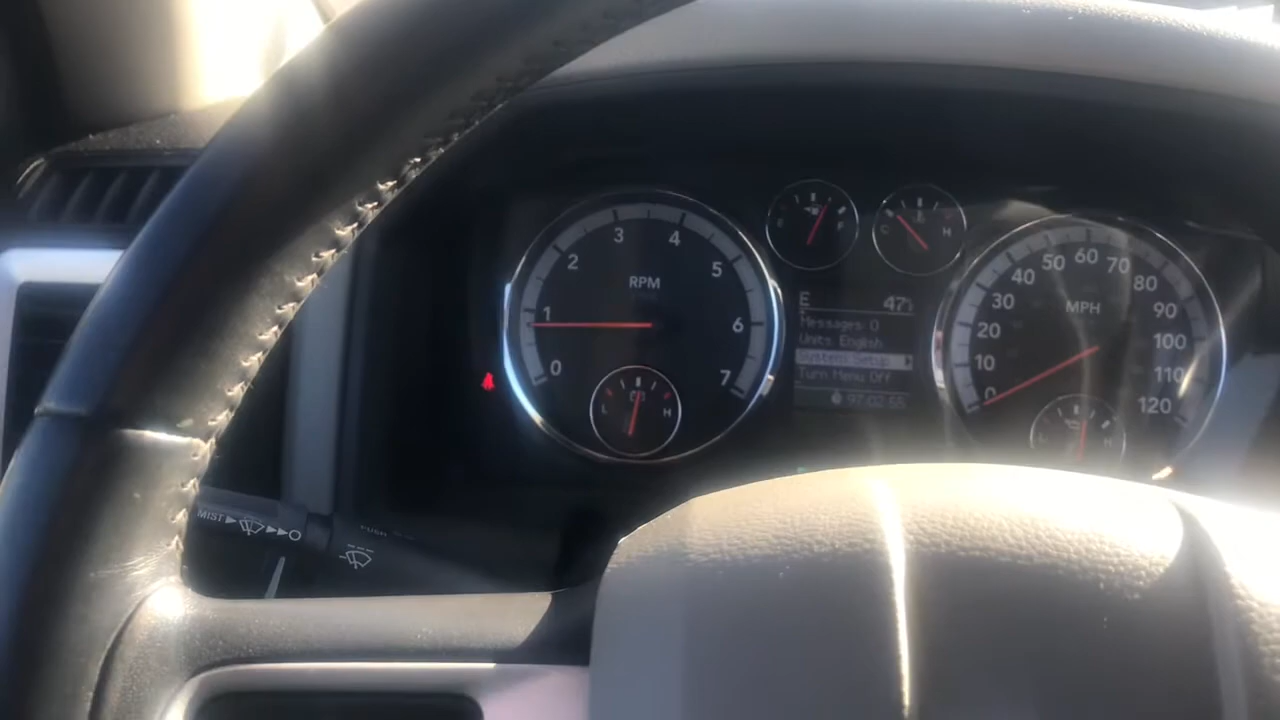 3 4
2 5
RPM
1 6
0 7
L H
E F
C H
E 47°
Messages: 0
Units English
System Setup
Turn Menu Off
50 60 70
40 80
30 90
MPH
20 100
10 110
0 120
L H
MIST
PUSH